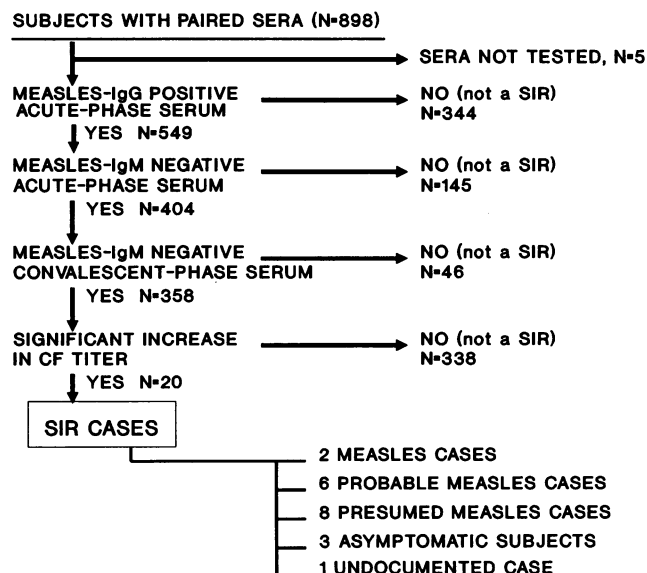 SUBJECTS WITH PAIRED SERA (N=898)
SERA NOT TESTED, N=5
MEASLES-IgG POSITIVE
ACUTE-PHASE SERUM
NO (not a SIR)
N=344
YES N=549
MEASLES-IgM NEGATIVE
ACUTE-PHASE SERUM
NO (not a SIR)
N=145
YES N=404
MEASLES-IgM NEGATIVE
CONVALESCENT-PHASE SERUM
NO (not a SIR)
N=46
YES N=358
SIGNIFICANT INCREASE
IN CF TITER
NO (not a SIR)
N=338
YES N=20
SIR CASES
2 MEASLES CASES
6 PROBABLE MEASLES CASES
8 PRESUMED MEASLES CASES
3 ASYMPTOMATIC SUBJECTS
1 UNDOCUMENTED CASE